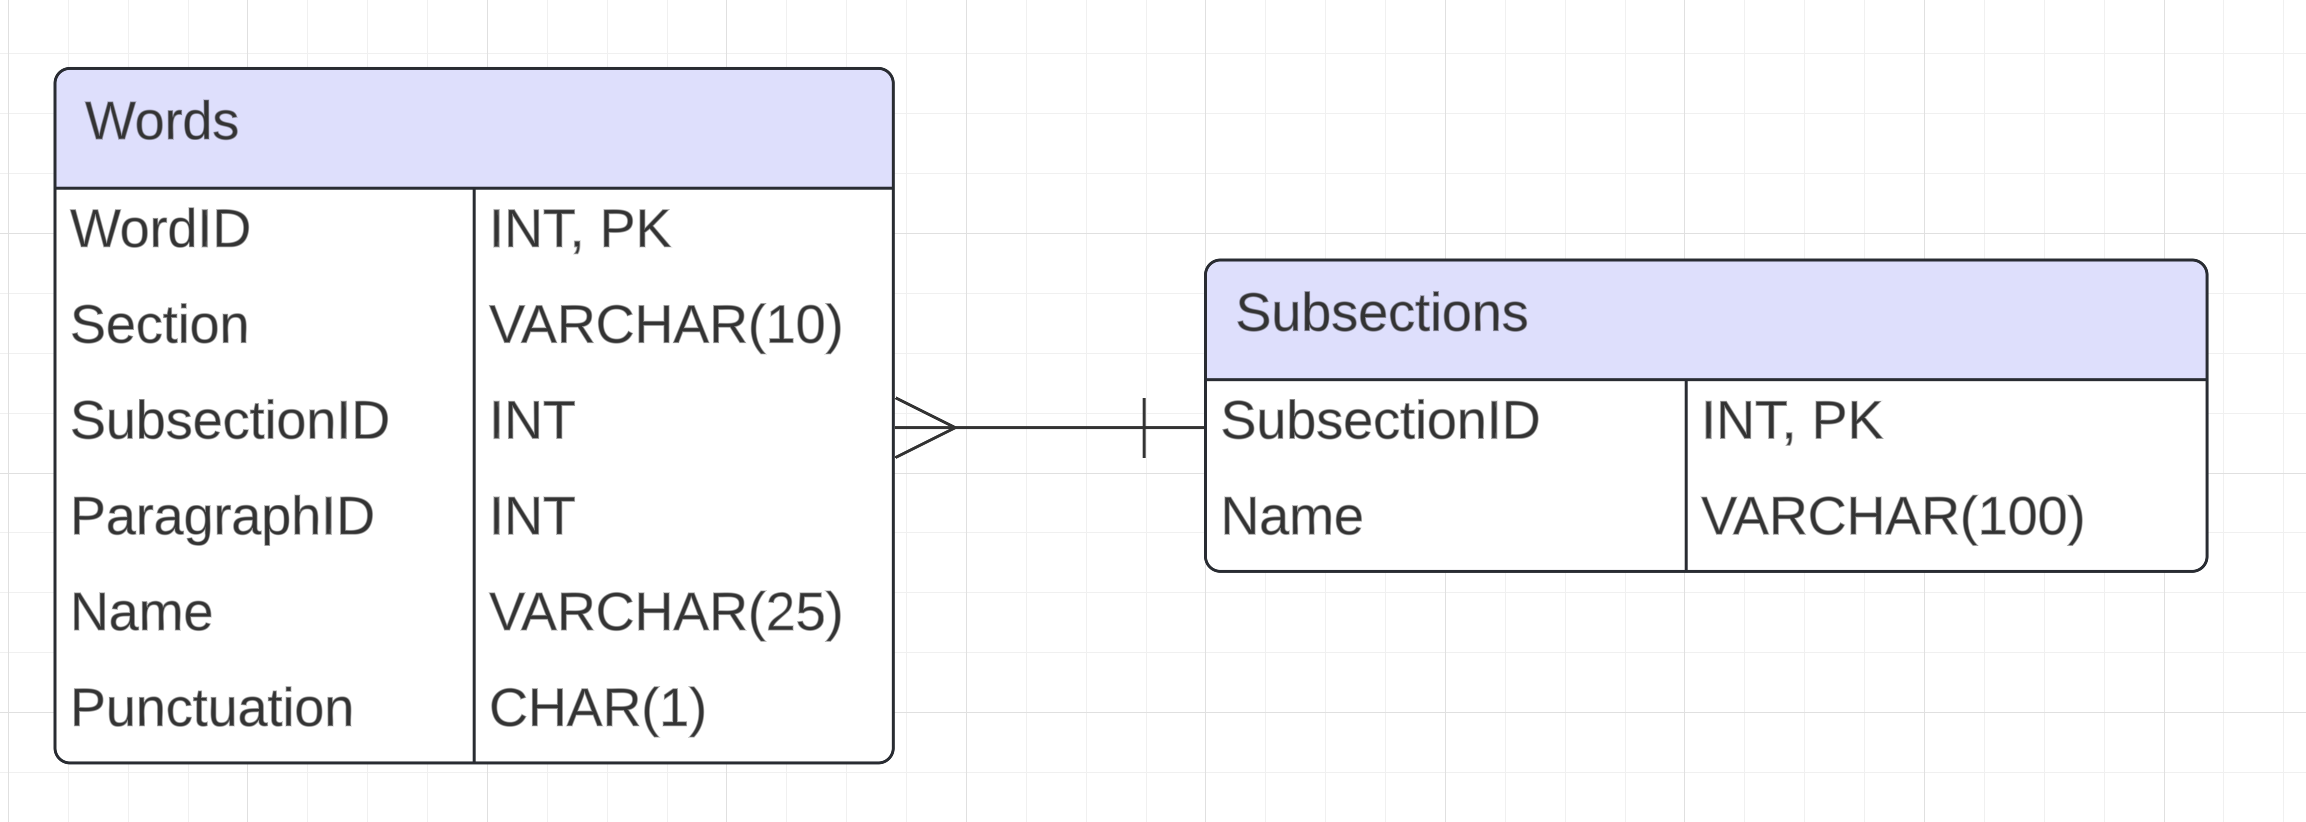 Words
WordID INT, PK
Section VARCHAR(10)
SubsectionID INT
ParagraphID INT
Name VARCHAR(25)
Punctuation CHAR(1)
Subsections
SubsectionID INT, PK
Name VARCHAR(100)